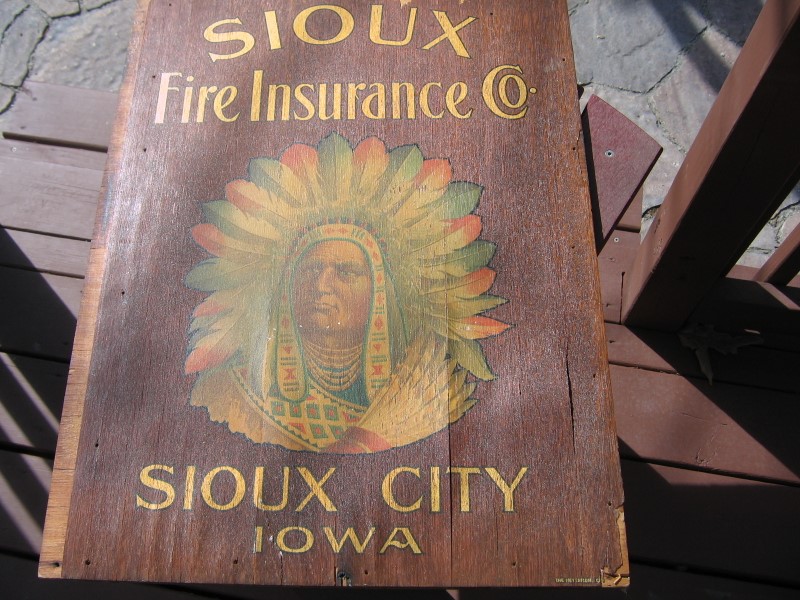 SIOUX
Fire Insurance Co.
SIOUX CITY
IOWA